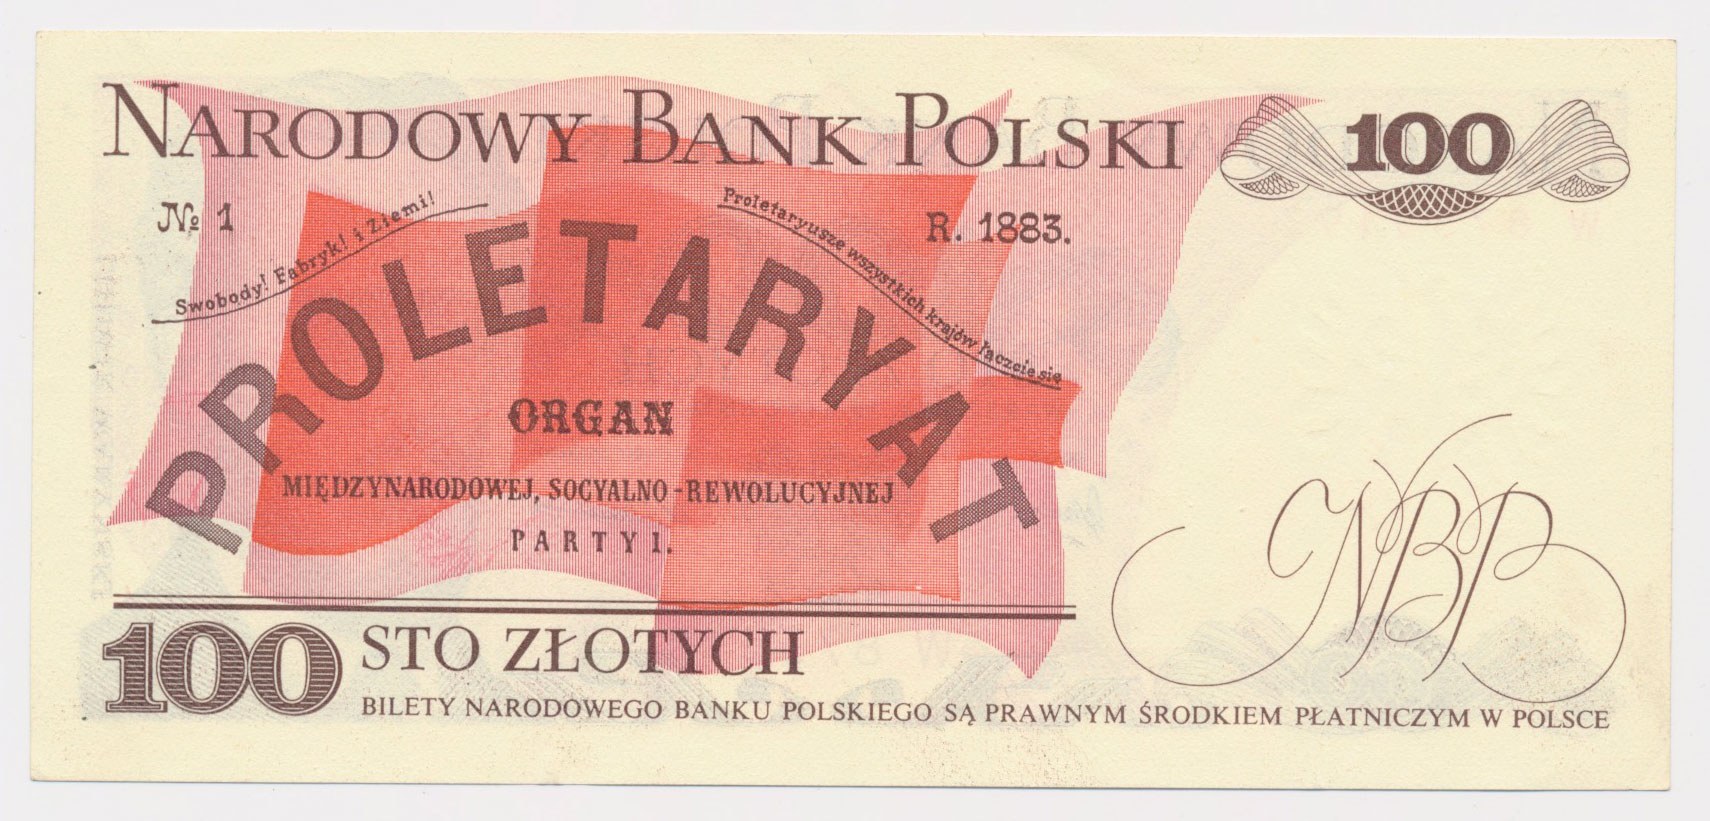 NARODOWY BANK POLSKI
100
№ 1
R. 1883.
Swobody! Fabryk! i Ziemi!
Proletaryusze wszystkich krajów łączcie się
PROLETARYAT
ORGAN
MIĘDZYNARODOWEJ, SOCYALNO-REWOLUCYJNEJ
PARTYI.
NBP
100 STO ZŁOTYCH
BILETY NARODOWEGO BANKU POLSKIEGO SĄ PRAWNYM ŚRODKIEM PŁATNICZYM W POLSCE